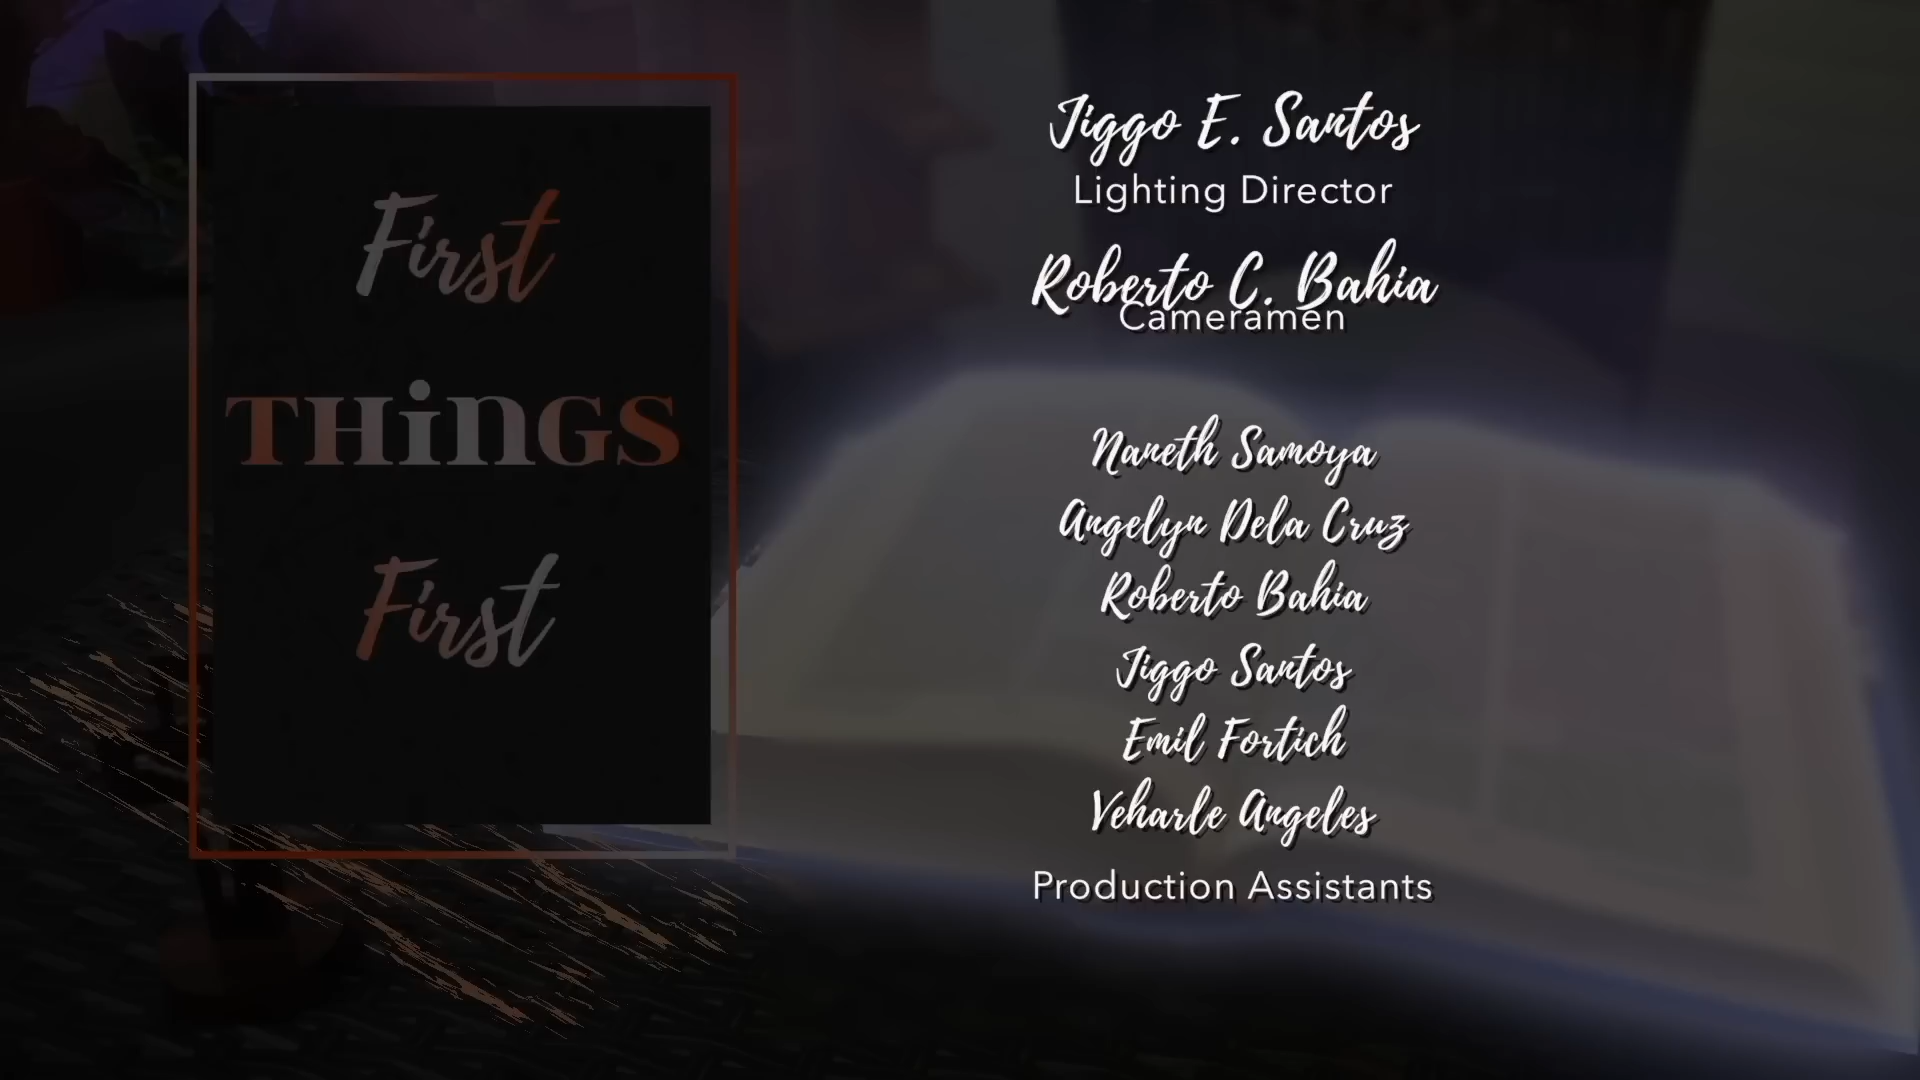 First
THiNGS
First
Jiggo E. Santos
Lighting Director
Roberto C. Bahia
Cameramen
Naneth Samoya
Angelyn Dela Cruz
Roberto Bahia
Jiggo Santos
Emil Fortich
Veharle Angeles
Production Assistants